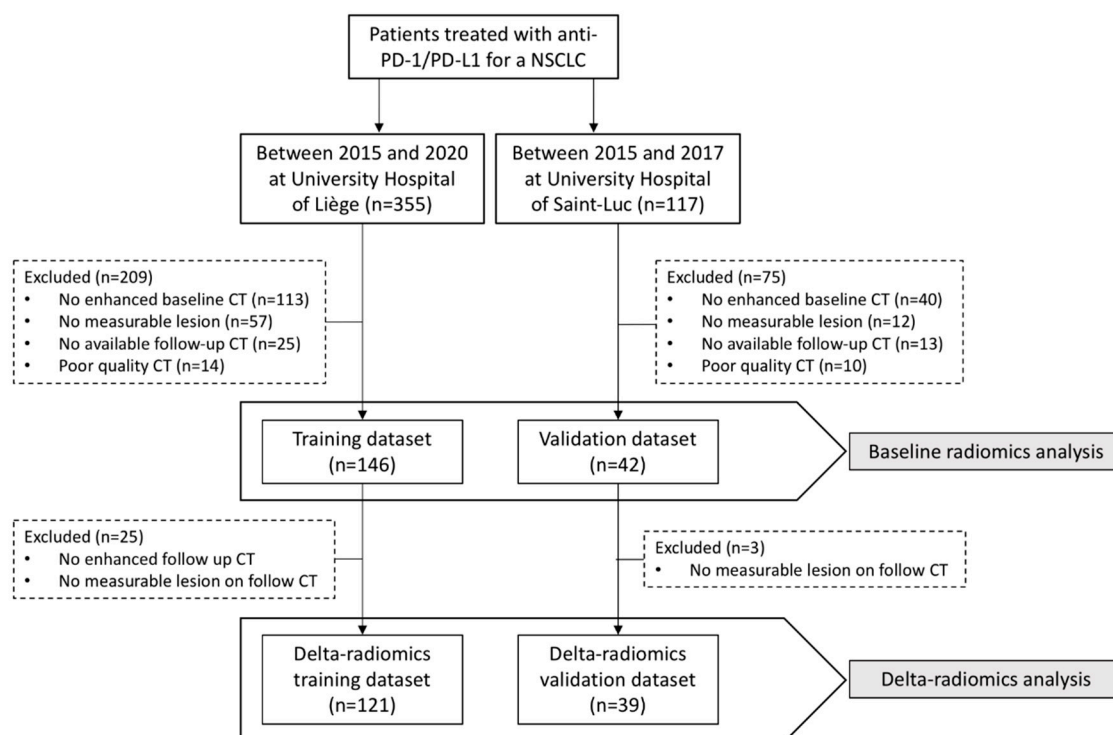 Patients treated with anti-
PD-1/PD-L1 for a NSCLC
Between 2015 and 2020
at University Hospital
of Liège (n=355)
Between 2015 and 2017
at University Hospital
of Saint-Luc (n=117)
Excluded (n=209)
• No enhanced baseline CT (n=113)
• No measurable lesion (n=57)
• No available follow-up CT (n=25)
• Poor quality CT (n=14)
Excluded (n=75)
• No enhanced baseline CT (n=40)
• No measurable lesion (n=12)
• No available follow-up CT (n=13)
• Poor quality CT (n=10)
Training dataset
(n=146)
Validation dataset
(n=42)
Baseline radiomics analysis
Excluded (n=25)
• No enhanced follow up CT
• No measurable lesion on follow CT
Excluded (n=3)
• No measurable lesion on follow CT
Delta-radiomics
training dataset
(n=121)
Delta-radiomics
validation dataset
(n=39)
Delta-radiomics analysis